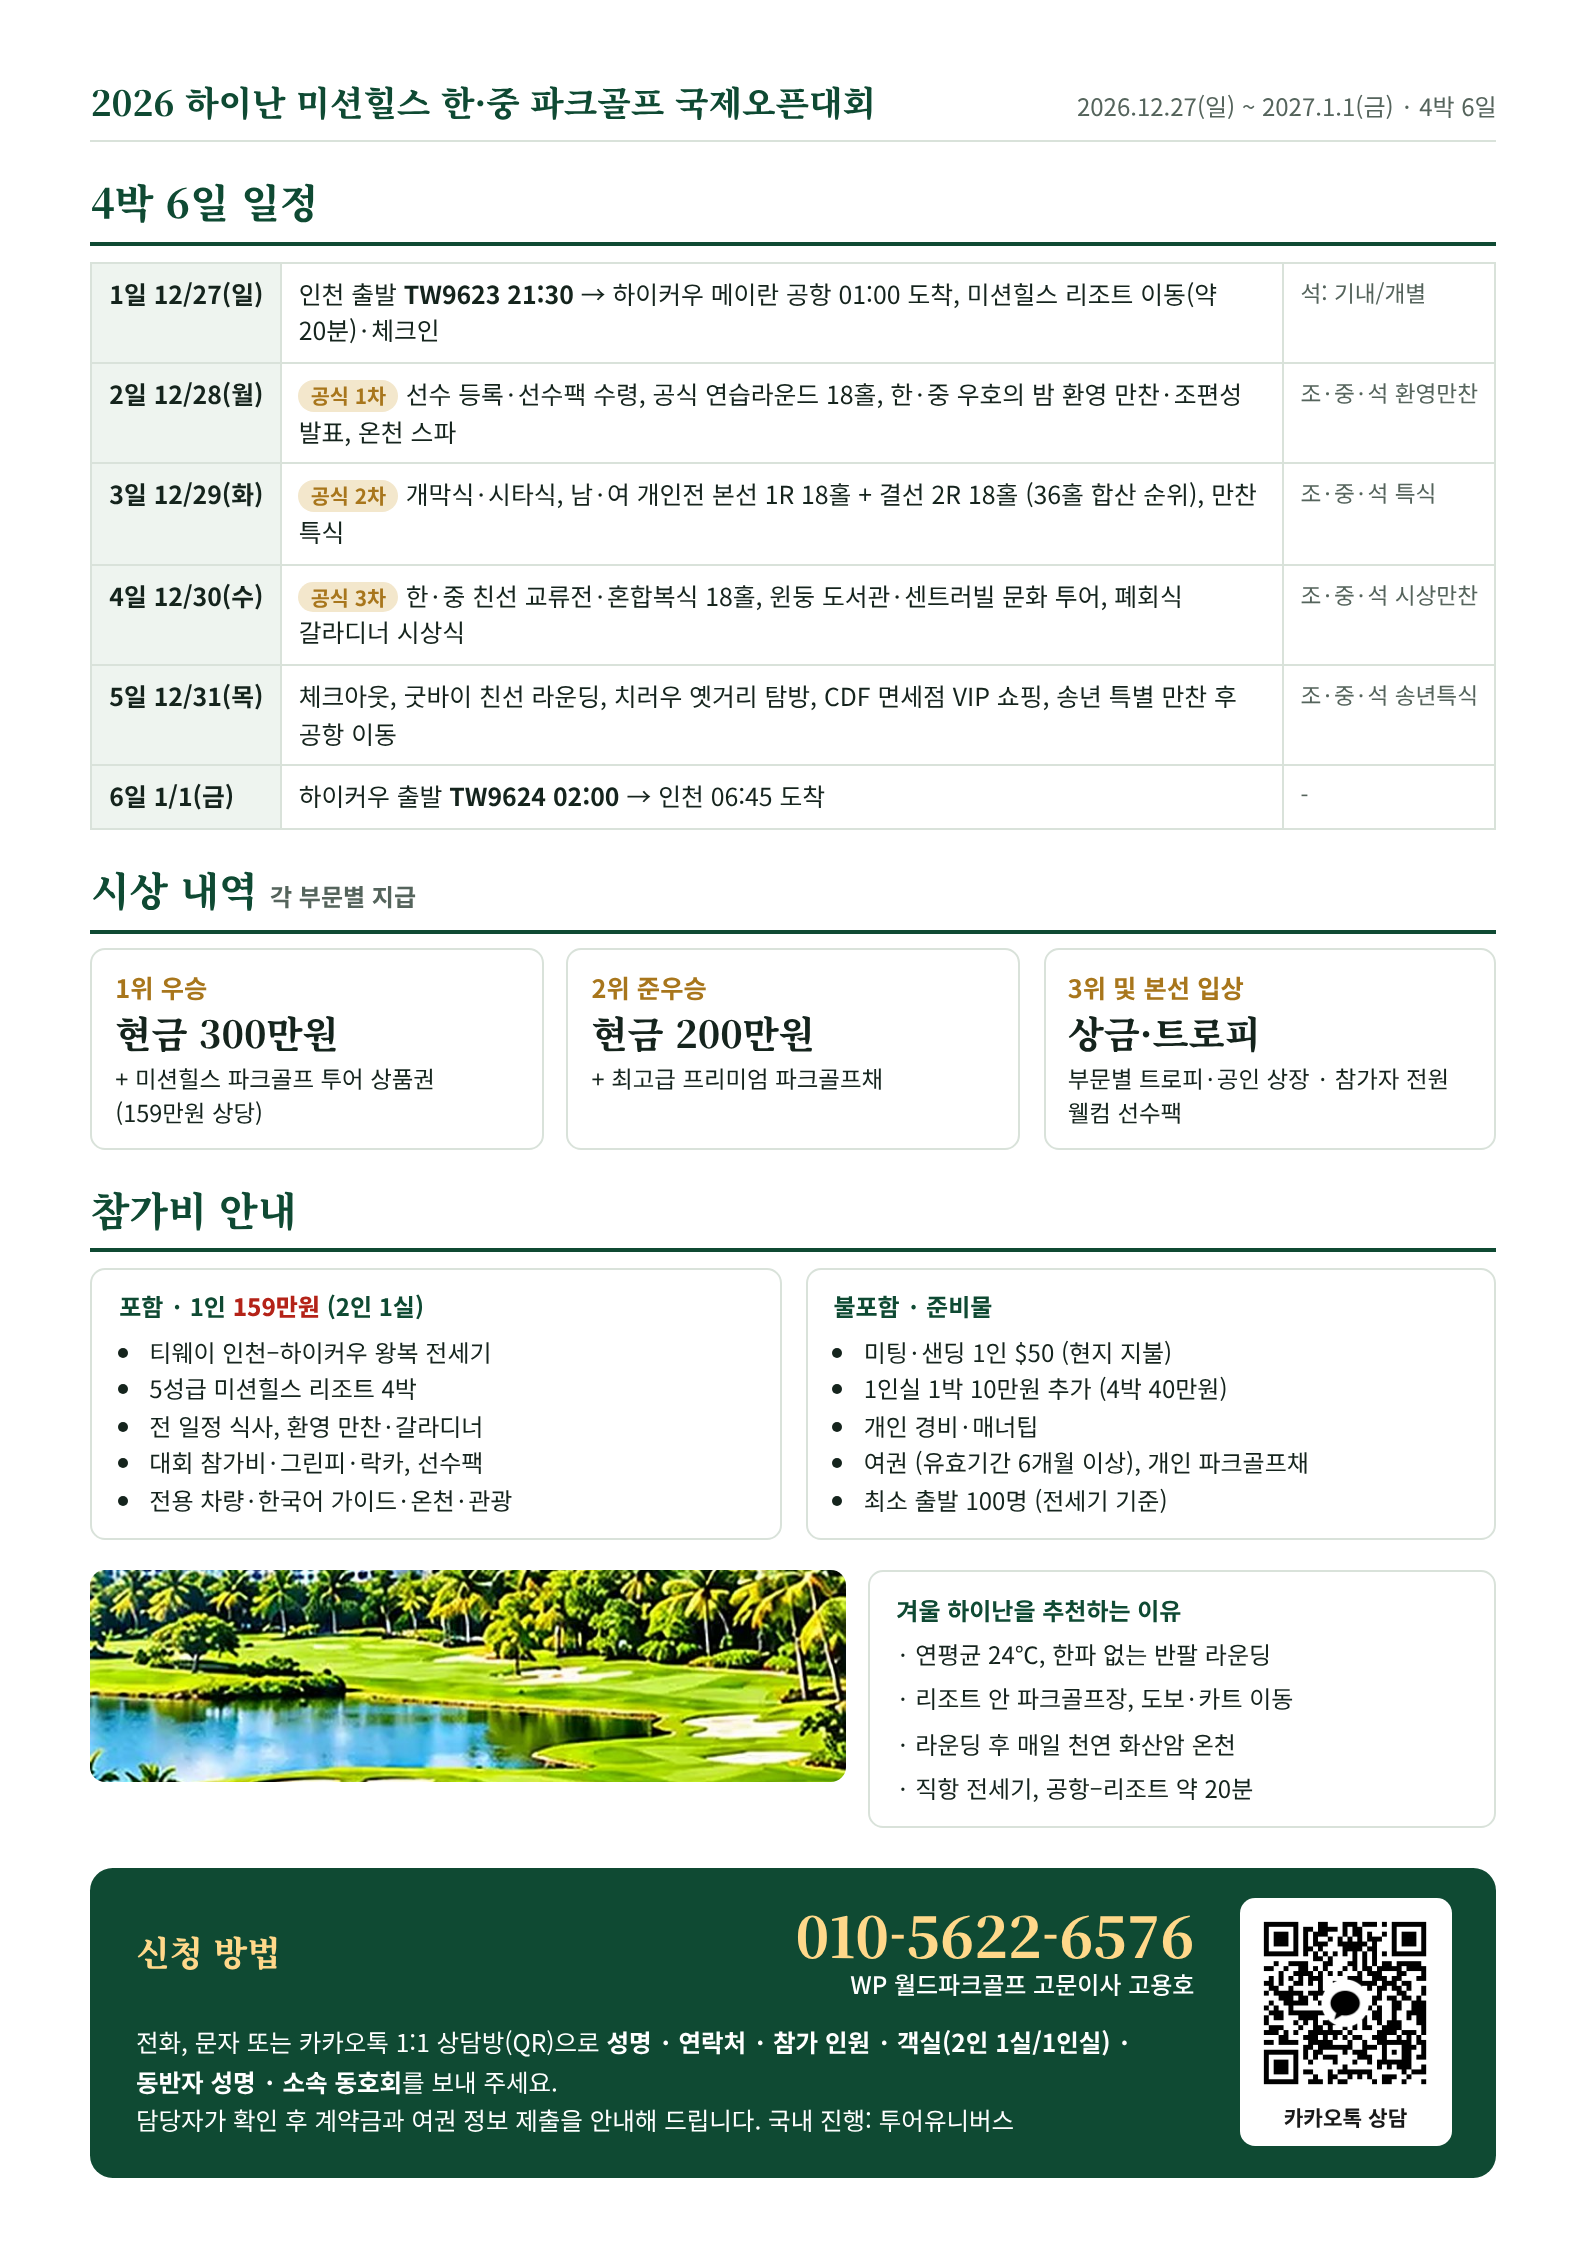 2026 하이난 미션힐스 한·중 파크골프 국제오픈대회
2026.12.27(일) ~ 2027.1.1(금) · 4박 6일
4박 6일 일정
1일 12/27(일)
인천 출발 TW9623 21:30 → 하이커우 메이란 공항 01:00 도착, 미션힐스 리조트 이동(약
20분)·체크인
석: 기내/개별
2일 12/28(월)
공식 1차 선수 등록·선수팩 수령, 공식 연습라운드 18홀, 한·중 우호의 밤 환영 만찬·조편성
발표, 온천 스파
조·중·석 환영만찬
3일 12/29(화)
공식 2차 개막식·시타식, 남·여 개인전 본선 1R 18홀 + 결선 2R 18홀 (36홀 합산 순위), 만찬
특식
조·중·석 특식
4일 12/30(수)
공식 3차 한·중 친선 교류전·혼합복식 18홀, 윈둥 도서관·센트러빌 문화 투어, 폐회식
갈라디너 시상식
조·중·석 시상만찬
5일 12/31(목)
체크아웃, 굿바이 친선 라운딩, 치러우 옛거리 탐방, CDF 면세점 VIP 쇼핑, 송년 특별 만찬 후
공항 이동
조·중·석 송년특식
6일 1/1(금)
하이커우 출발 TW9624 02:00 → 인천 06:45 도착
-
시상 내역 각 부문별 지급
1위 우승
현금 300만원
+ 미션힐스 파크골프 투어 상품권
(159만원 상당)
2위 준우승
현금 200만원
+ 최고급 프리미엄 파크골프채
3위 및 본선 입상
상금·트로피
부문별 트로피·공인 상장 · 참가자 전원
웰컴 선수팩
참가비 안내
포함 · 1인 159만원 (2인 1실)
• 티웨이 인천–하이커우 왕복 전세기
• 5성급 미션힐스 리조트 4박
• 전 일정 식사, 환영 만찬·갈라디너
• 대회 참가비·그린피·락카, 선수팩
• 전용 차량·한국어 가이드·온천·관광
불포함 · 준비물
• 미팅·샌딩 1인 $50 (현지 지불)
• 1인실 1박 10만원 추가 (4박 40만원)
• 개인 경비·매너팁
• 여권 (유효기간 6개월 이상), 개인 파크골프채
• 최소 출발 100명 (전세기 기준)
겨울 하이난을 추천하는 이유
· 연평균 24℃, 한파 없는 반팔 라운딩
· 리조트 안 파크골프장, 도보·카트 이동
· 라운딩 후 매일 천연 화산암 온천
· 직항 전세기, 공항–리조트 약 20분
신청 방법
010-5622-6576
WP 월드파크골프 고문이사 고용호
전화, 문자 또는 카카오톡 1:1 상담방(QR)으로 성명 · 연락처 · 참가 인원 · 객실(2인 1실/1인실) ·
동반자 성명 · 소속 동호회를 보내 주세요.
담당자가 확인 후 계약금과 여권 정보 제출을 안내해 드립니다. 국내 진행: 투어유니버스
카카오톡 상담